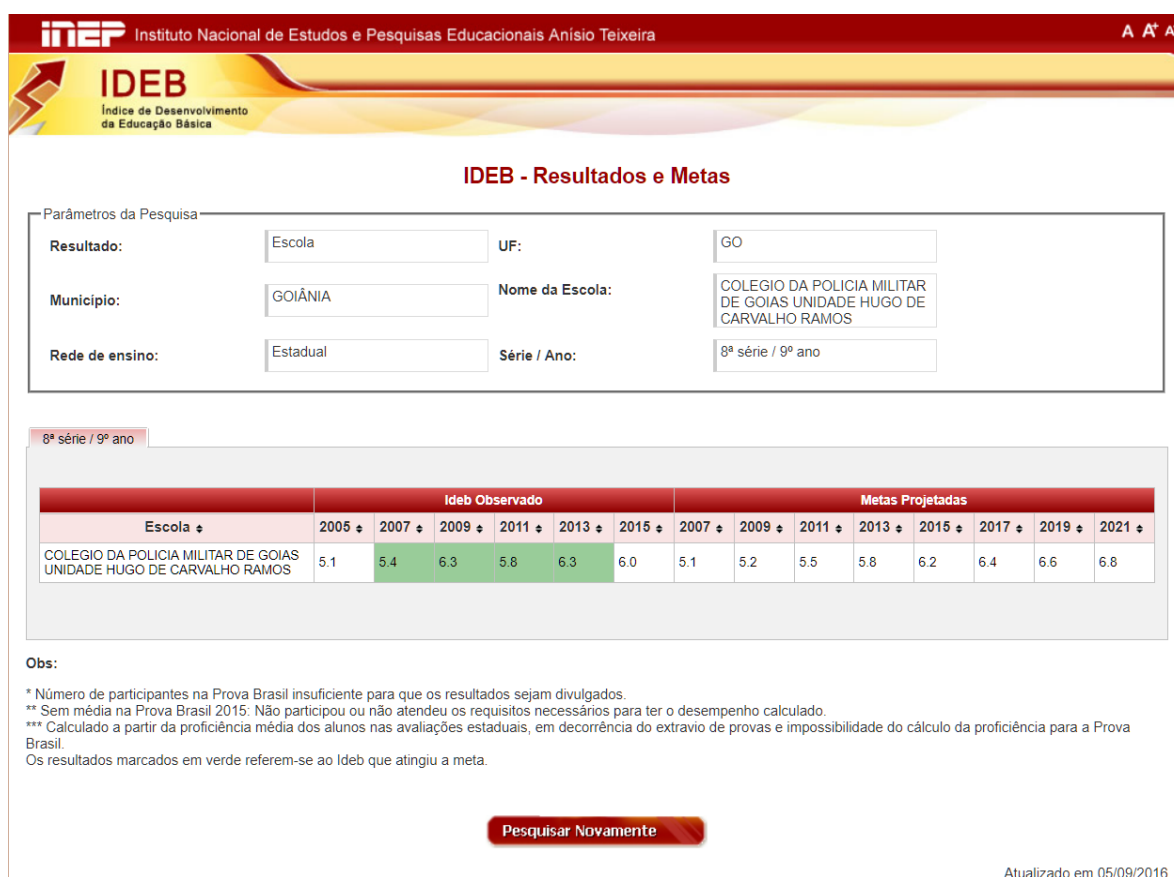 inep Instituto Nacional de Estudos e Pesquisas Educacionais Anísio Teixeira A A+ A
IDEB
Índice de Desenvolvimento
da Educação Básica
IDEB - Resultados e Metas
Parâmetros da Pesquisa
Resultado: Escola UF: GO
Município: GOIÂNIA Nome da Escola: COLEGIO DA POLICIA MILITAR
DE GOIAS UNIDADE HUGO DE
CARVALHO RAMOS
Rede de ensino: Estadual Série / Ano: 8ª série / 9º ano
8ª série / 9º ano
Ideb Observado Metas Projetadas
Escola 2005 2007 2009 2011 2013 2015 2007 2009 2011 2013 2015 2017 2019 2021
COLEGIO DA POLICIA MILITAR DE GOIAS
UNIDADE HUGO DE CARVALHO RAMOS 5.1 5.4 6.3 5.8 6.3 6.0 5.1 5.2 5.5 5.8 6.2 6.4 6.6 6.8
Obs:
* Número de participantes na Prova Brasil insuficiente para que os resultados sejam divulgados.
** Sem média na Prova Brasil 2015: Não participou ou não atendeu os requisitos necessários para ter o desempenho calculado.
*** Calculado a partir da proficiência média dos alunos nas avaliações estaduais, em decorrência do extravio de provas e impossibilidade do cálculo da proficiência para a Prova
Brasil.
Os resultados marcados em verde referem-se ao Ideb que atingiu a meta.
Pesquisar Novamente
Atualizado em 05/09/2016